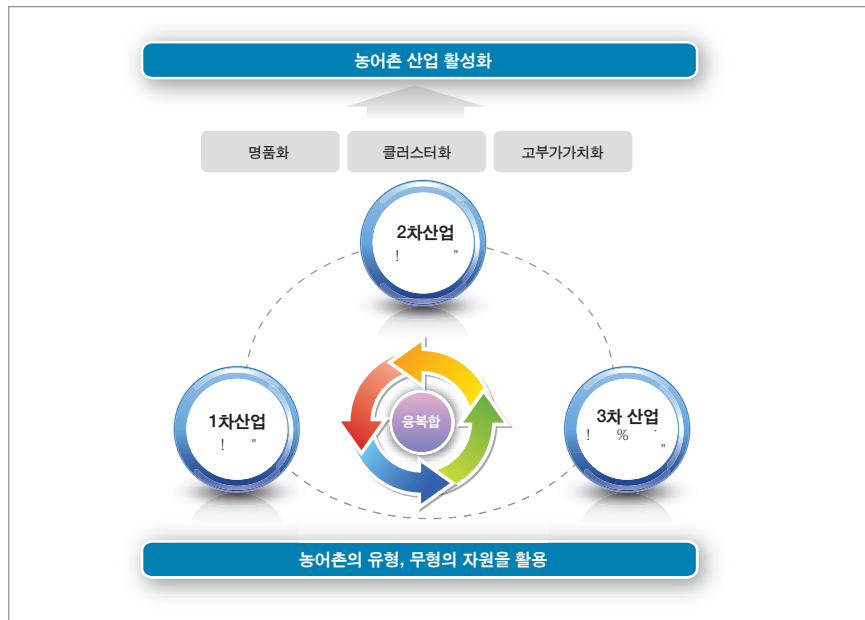 농어촌 산업 활성화
명품화
클러스터화
고부가가치화
2차산업
! "
1차산업
! "
융복합
3차 산업
! % ·
"
농어촌의 유형, 무형의 자원을 활용